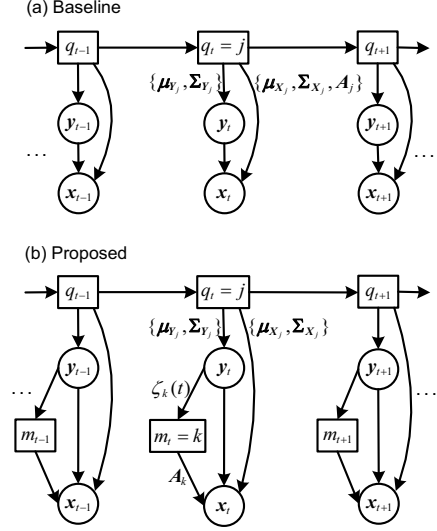 (a) Baseline
q_{t-1} q_t = j q_{t+1}
{μ_{Y_j}, Σ_{Y_j}} {μ_{X_j}, Σ_{X_j}, A_j}
y_{t-1} y_t y_{t+1}
... ...
x_{t-1} x_t x_{t+1}
(b) Proposed
q_{t-1} q_t = j q_{t+1}
{μ_{Y_j}, Σ_{Y_j}} {μ_{X_j}, Σ_{X_j}}
y_{t-1} y_t y_{t+1}
... ζ_k(t) ...
m_{t-1} m_t = k m_{t+1}
A_k
x_{t-1} x_t x_{t+1}